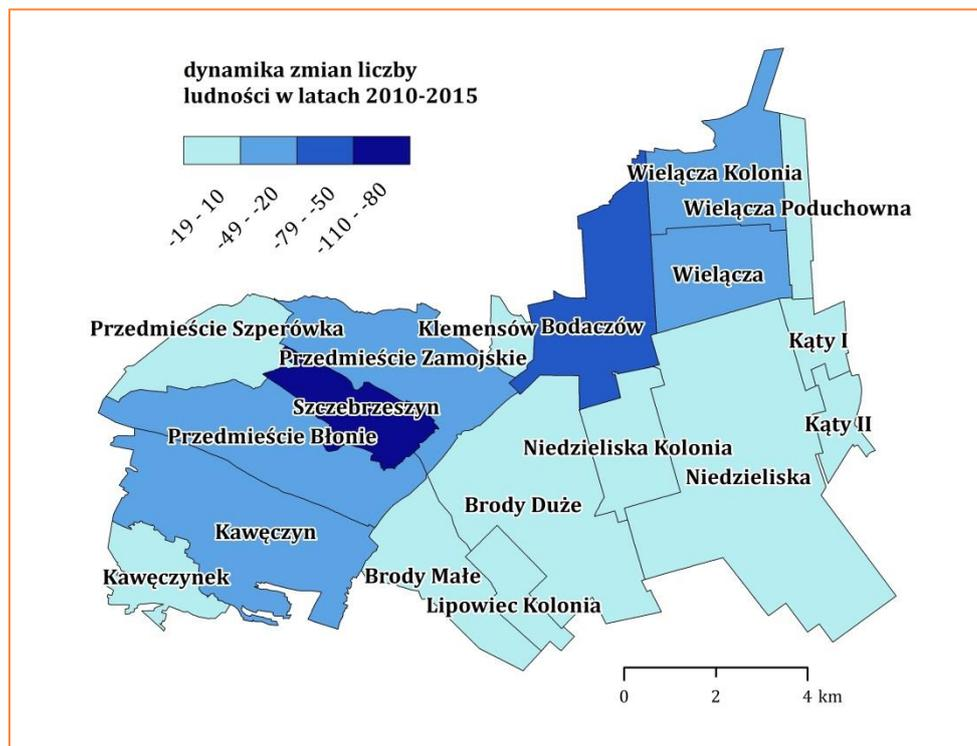 dynamika zmian liczby
ludności w latach 2010-2015
-19 - 10
-49 - -20
-79 - -50
-110 - -80
Wielącza Kolonia
Wielącza Poduchowna
Wielącza
Przedmieście Szperówka
Klemensów
Bodaczów
Kąty I
Przedmieście Zamojskie
Szczebrzeszyn
Kąty II
Przedmieście Błonie
Niedzieliska Kolonia
Niedzieliska
Brody Duże
Kawęczyn
Kawęczynek
Brody Małe
Lipowiec Kolonia
0 2 4 km